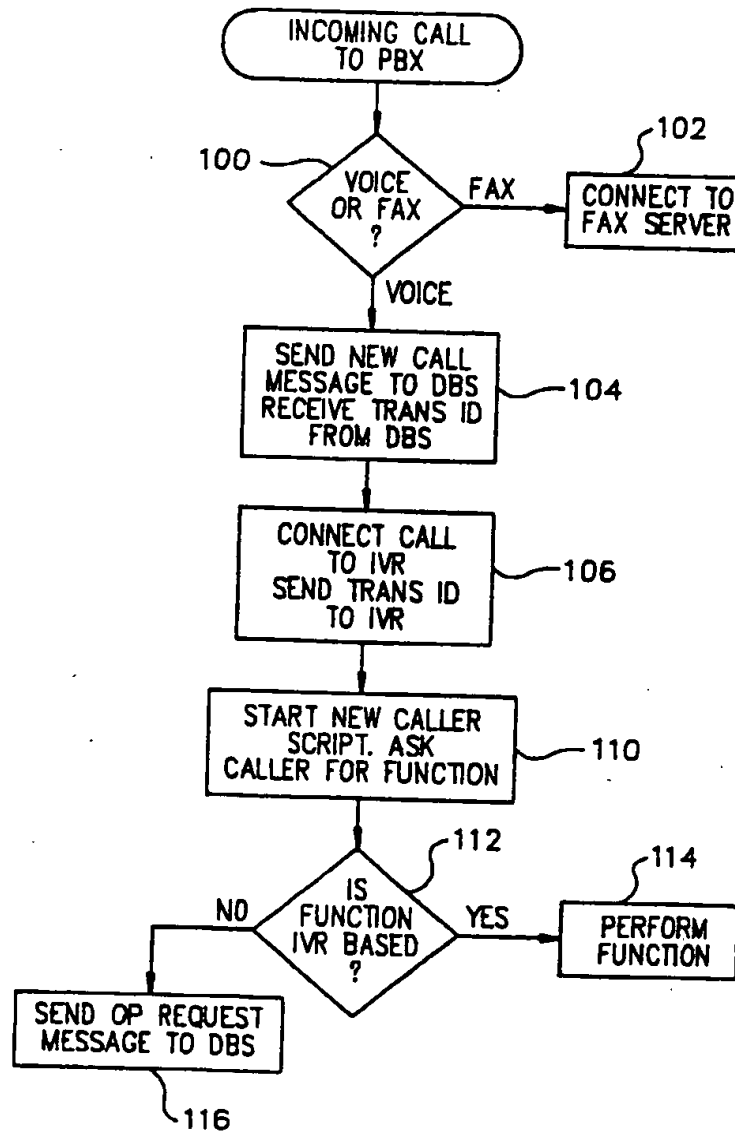 INCOMING CALL
TO PBX
102
100
VOICE
OR FAX
?
FAX
CONNECT TO
FAX SERVER
VOICE
SEND NEW CALL
MESSAGE TO DBS
RECEIVE TRANS ID
FROM DBS
104
CONNECT CALL
TO IVR
SEND TRANS ID
TO IVR
106
START NEW CALLER
SCRIPT. ASK
CALLER FOR FUNCTION
110
112
114
IS
FUNCTION
IVR BASED
?
NO
YES
PERFORM
FUNCTION
SEND OP REQUEST
MESSAGE TO DBS
116